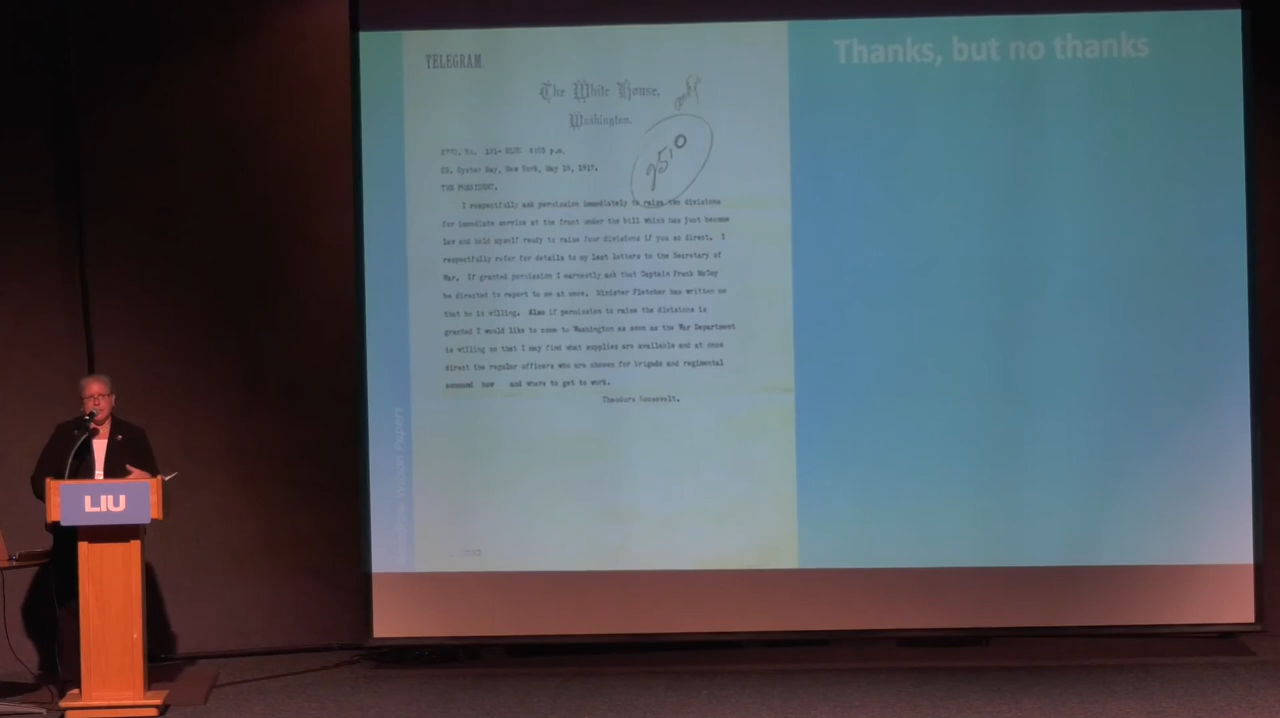 Thanks, but no thanks
TELEGRAM.
The White House,
Washington.
8:05 p.m.
Oyster Bay, New York, May 18, 1917.
THE PRESIDENT,
I respectfully ask permission immediately to raise two divisions
for immediate service at the front under the bill which has just become
law and hold myself ready to raise four divisions if you so direct. I
respectfully refer for details to my last letters to the Secretary of
War. If granted permission I earnestly ask that Captain Frank McCoy
be directed to report to me at once. Minister Fletcher has written me
that he is willing. Also if permission to raise the divisions is
granted I would like to come to Washington as soon as the War Department
is willing so that I may find what supplies are available and at once
direct the regular officers who are chosen for brigade and regimental
command how and where to get to work.
Theodore Roosevelt.
Woodrow Wilson Papers
LIU